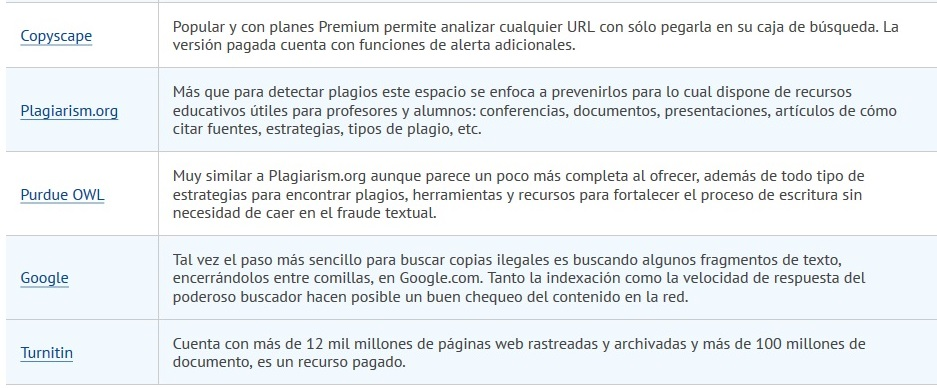 Copyscape
Popular y con planes Premium permite analizar cualquier URL con sólo pegarla en su caja de búsqueda. La
versión pagada cuenta con funciones de alerta adicionales.
Plagiarism.org
Más que para detectar plagios este espacio se enfoca a prevenirlos para lo cual dispone de recursos
educativos útiles para profesores y alumnos: conferencias, documentos, presentaciones, artículos de cómo
citar fuentes, estrategias, tipos de plagio, etc.
Purdue OWL
Muy similar a Plagiarism.org aunque parece un poco más completa al ofrecer, además de todo tipo de
estrategias para encontrar plagios, herramientas y recursos para fortalecer el proceso de escritura sin
necesidad de caer en el fraude textual.
Google
Tal vez el paso más sencillo para buscar copias ilegales es buscando algunos fragmentos de texto,
encerrándolos entre comillas, en Google.com. Tanto la indexación como la velocidad de respuesta del
poderoso buscador hacen posible un buen chequeo del contenido en la red.
Turnitin
Cuenta con más de 12 mil millones de páginas web rastreadas y archivadas y más de 100 millones de
documento, es un recurso pagado.